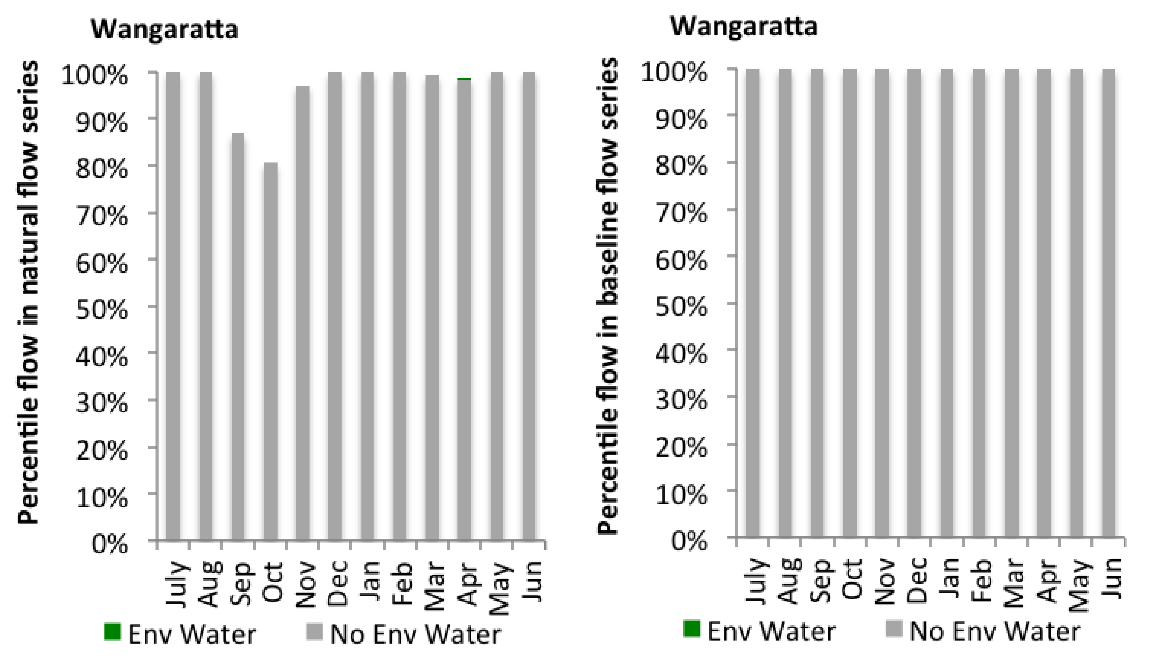 Wangaratta
Percentile flow in natural flow series
100%
90%
80%
70%
60%
50%
40%
30%
20%
10%
0%
July Aug Sep Oct Nov Dec Jan Feb Mar Apr May Jun
Env Water No Env Water
Wangaratta
Percentile flow in baseline flow series
100%
90%
80%
70%
60%
50%
40%
30%
20%
10%
0%
July Aug Sep Oct Nov Dec Jan Feb Mar Apr May Jun
Env Water No Env Water